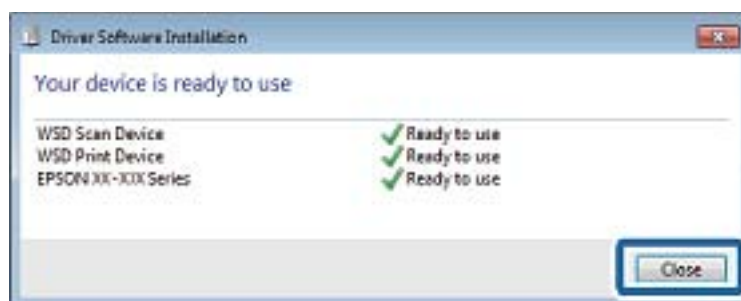 Driver Software Installation
Your device is ready to use
WSD Scan Device Ready to use
WSD Print Device Ready to use
EPSON XX-XXX Series Ready to use
Close